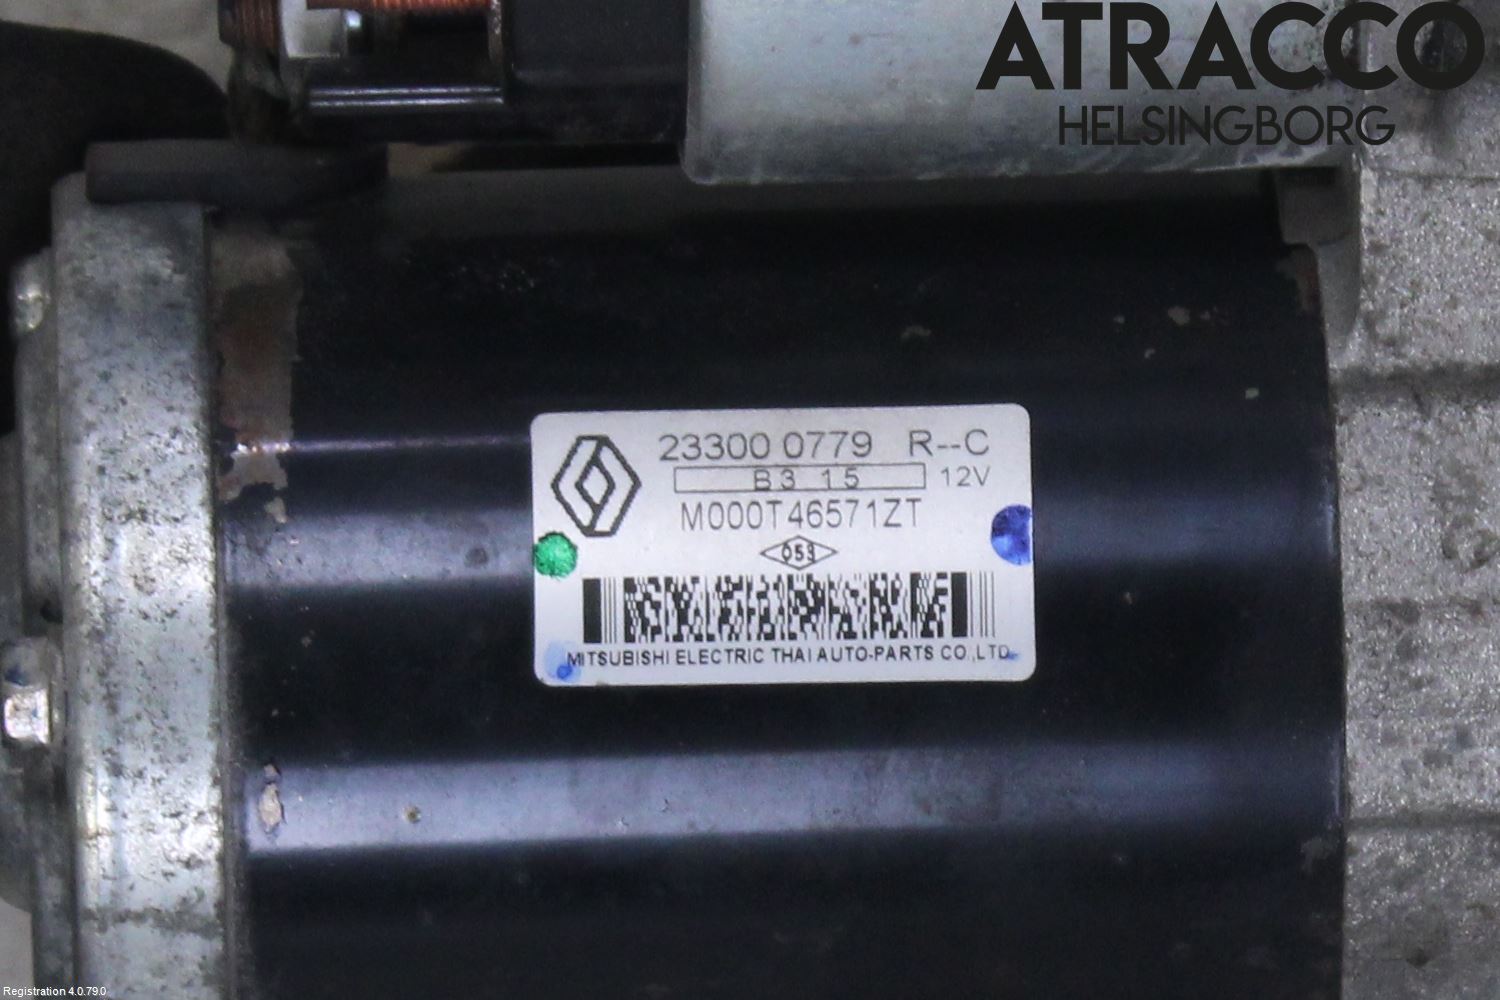 ATRACCO
HELSINGBORG
23300 0779 R--C
B3 15 12V
M000T46571ZT
053
MITSUBISHI ELECTRIC THAI AUTO-PARTS CO.,LTD.
Registration 4.0.79.0